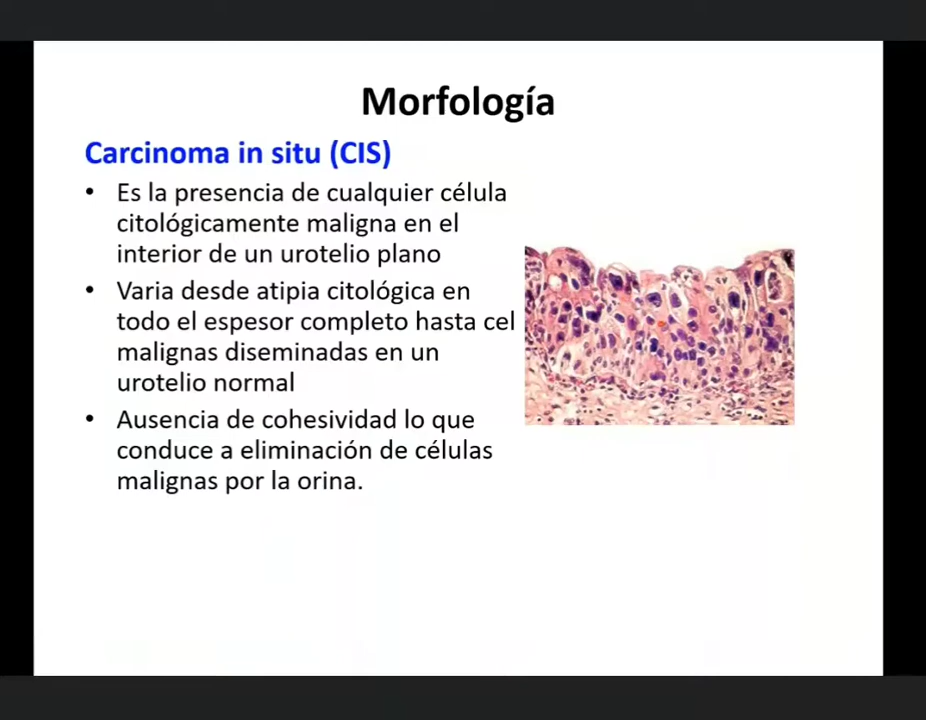 Morfología
Carcinoma in situ (CIS)
• Es la presencia de cualquier célula
citológicamente maligna en el
interior de un urotelio plano
• Varia desde atipia citológica en
todo el espesor completo hasta cel
malignas diseminadas en un
urotelio normal
• Ausencia de cohesividad lo que
conduce a eliminación de células
malignas por la orina.